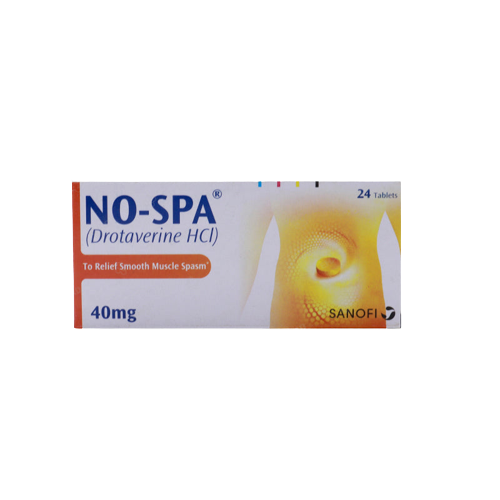 24 Tablets
NO-SPA®
(Drotaverine HCl)
To Relief Smooth Muscle Spasm*
40mg
SANOFI